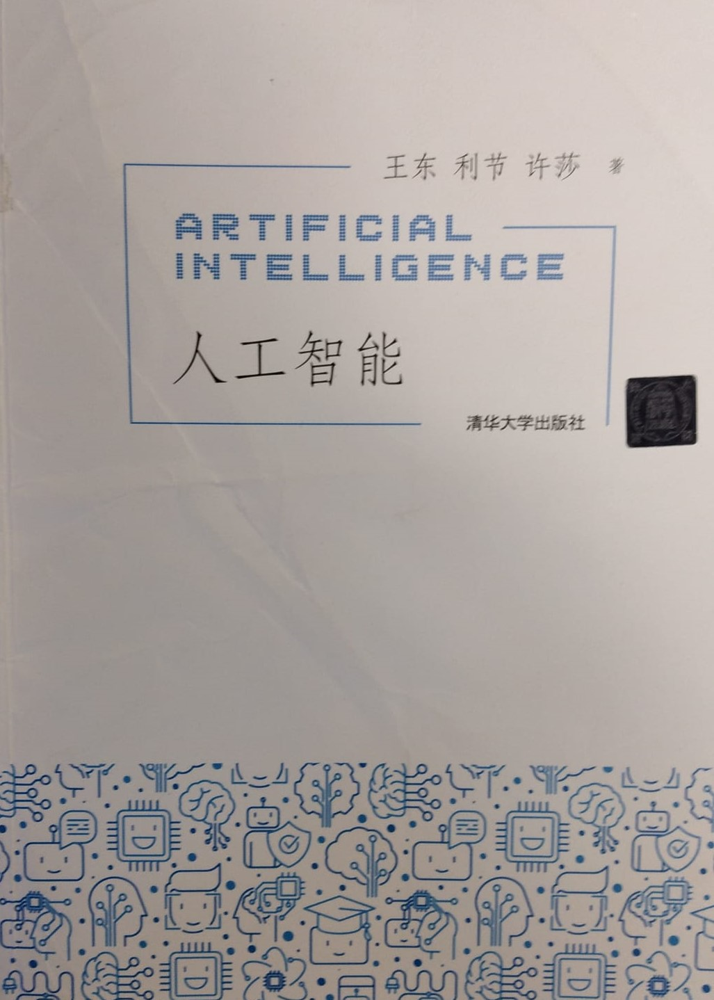 王东 利节 许莎 著
ARTIFICIAL
INTELLIGENCE
人工智能
清华大学出版社